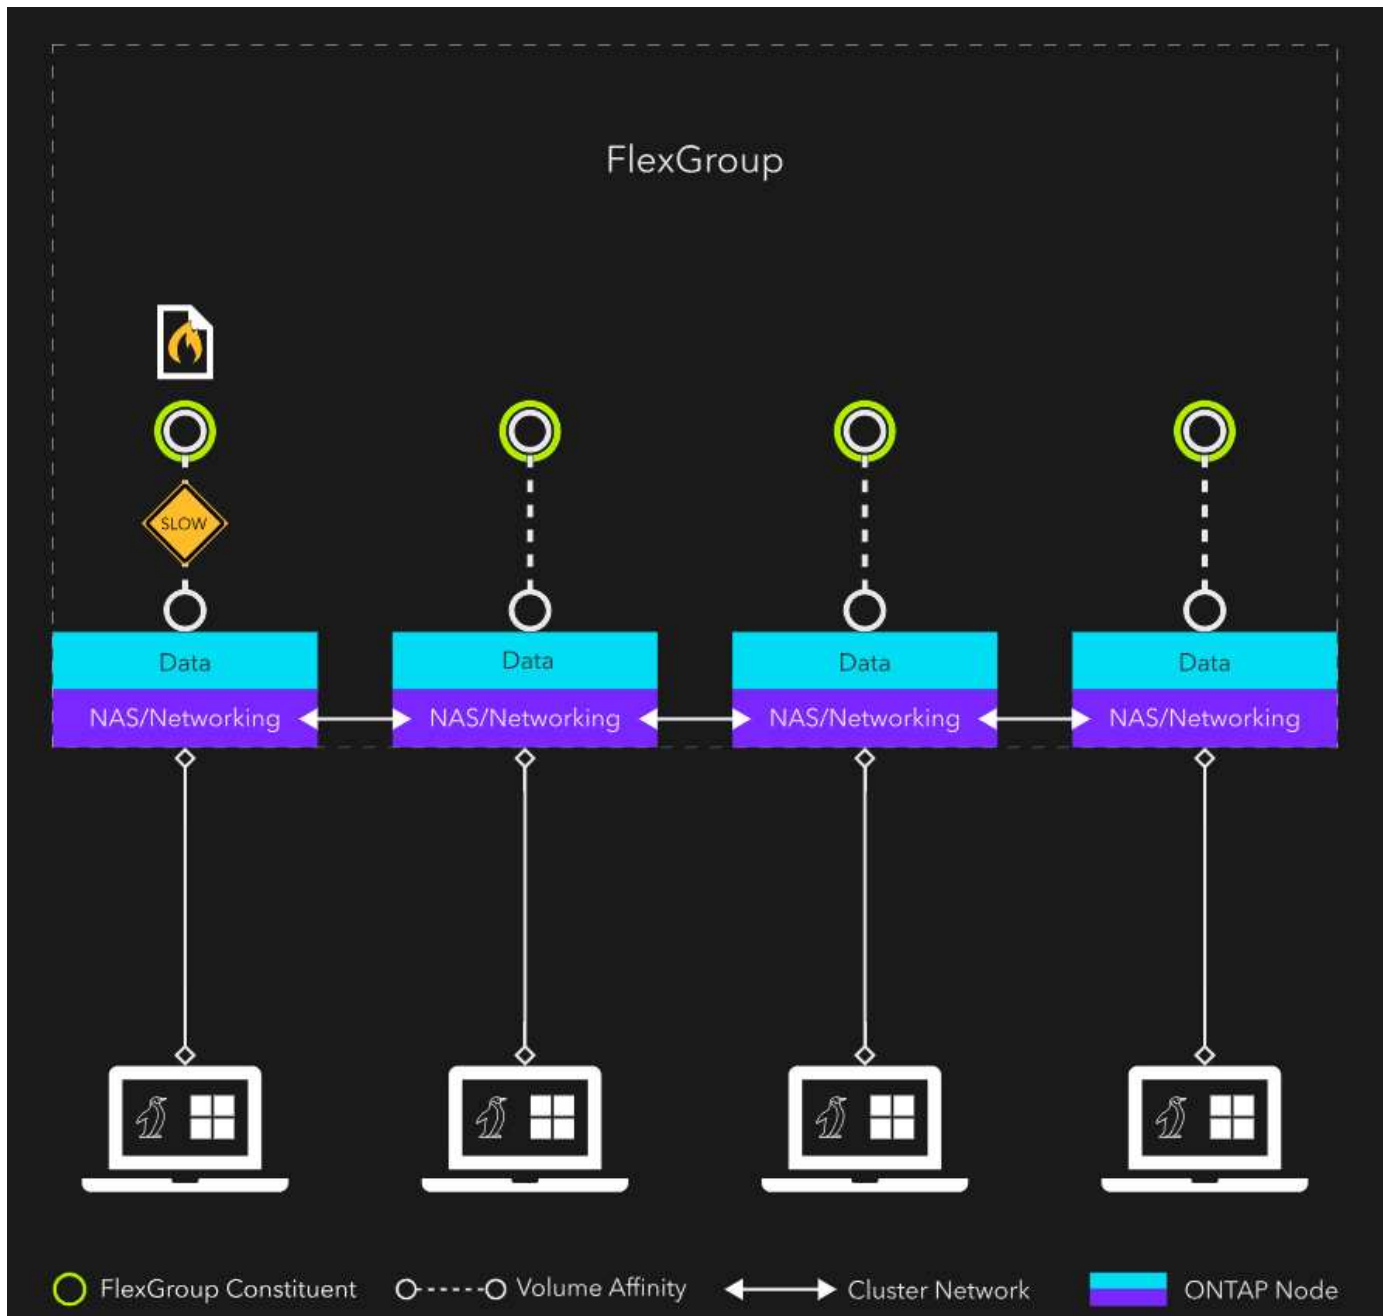 FlexGroup
SLOW
Data Data Data Data
NAS/Networking NAS/Networking NAS/Networking NAS/Networking
FlexGroup Constituent Volume Affinity Cluster Network ONTAP Node